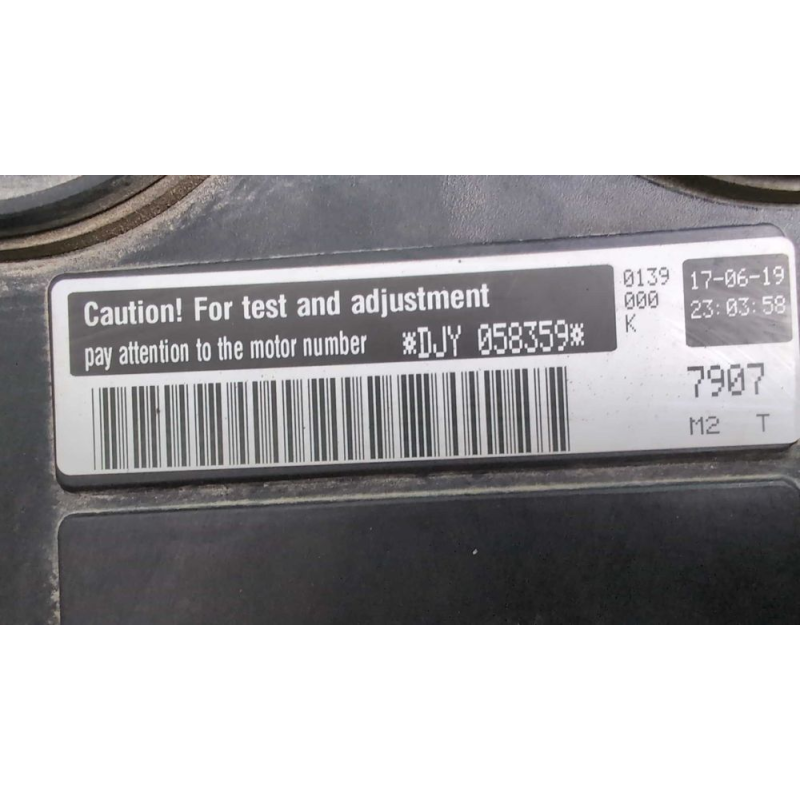 Caution! For test and adjustment
pay attention to the motor number *DJY 058359*
0139
000
K
17-06-19
23:03:58
7907
M2 T